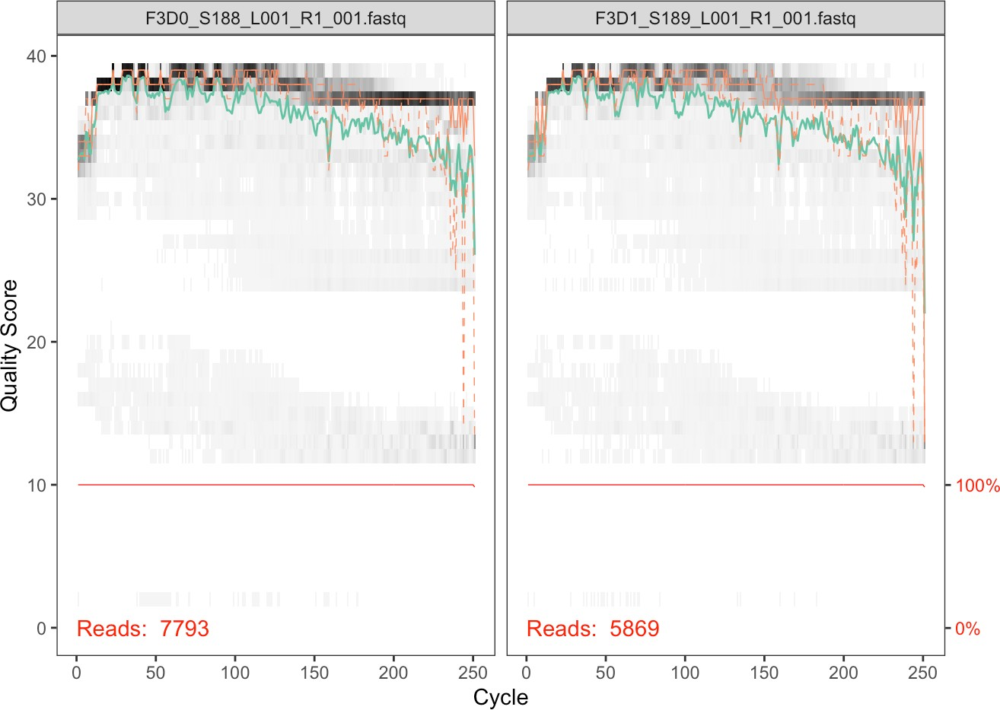 F3D0_S188_L001_R1_001.fastq
F3D1_S189_L001_R1_001.fastq
Quality Score
40
30
20
10
0
100%
0%
Reads: 7793
Reads: 5869
0 50 100 150 200 250
0 50 100 150 200 250
Cycle